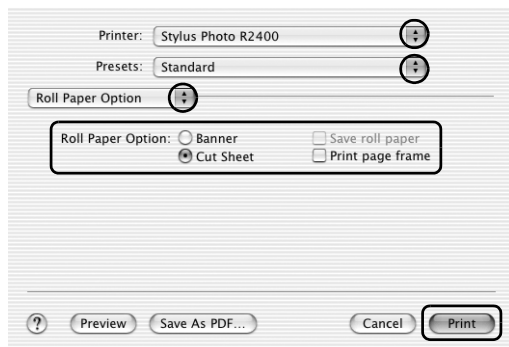 Printer: Stylus Photo R2400
Presets: Standard
Roll Paper Option
Roll Paper Option: Banner Save roll paper
Cut Sheet Print page frame
? Preview Save As PDF... Cancel Print